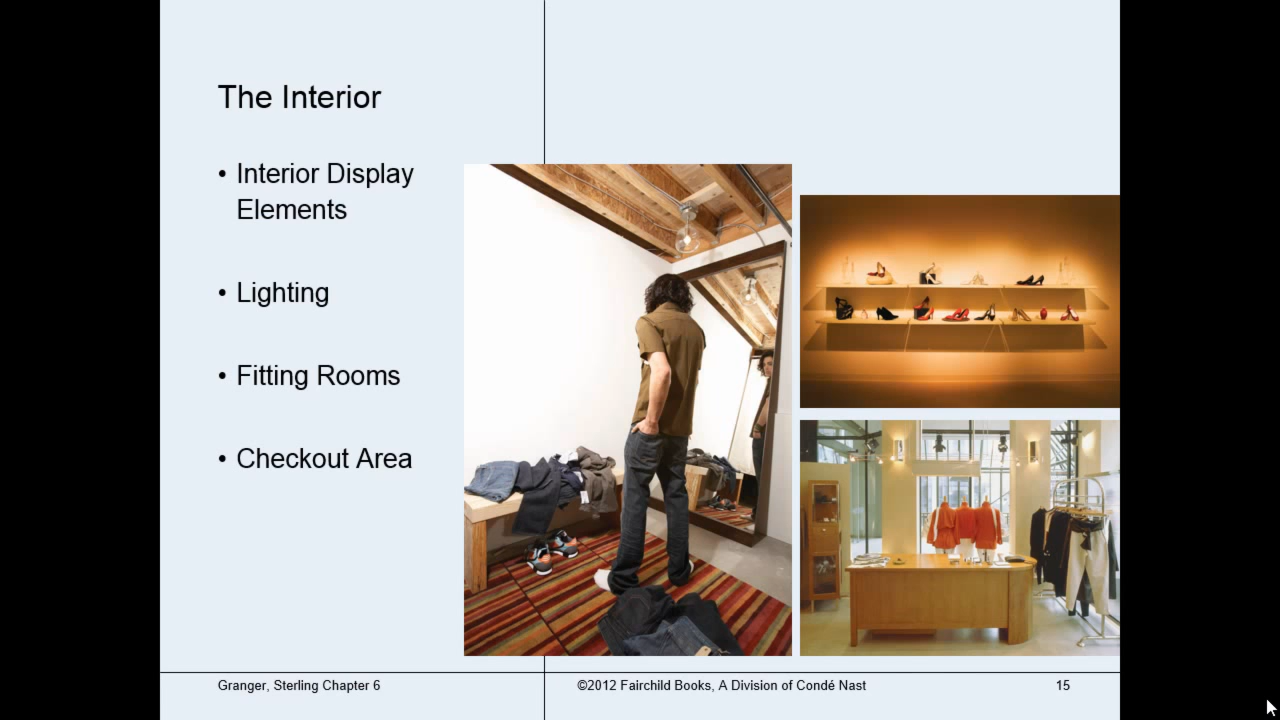 The Interior
• Interior Display
Elements
• Lighting
• Fitting Rooms
• Checkout Area
Granger, Sterling Chapter 6
©2012 Fairchild Books, A Division of Condé Nast
15